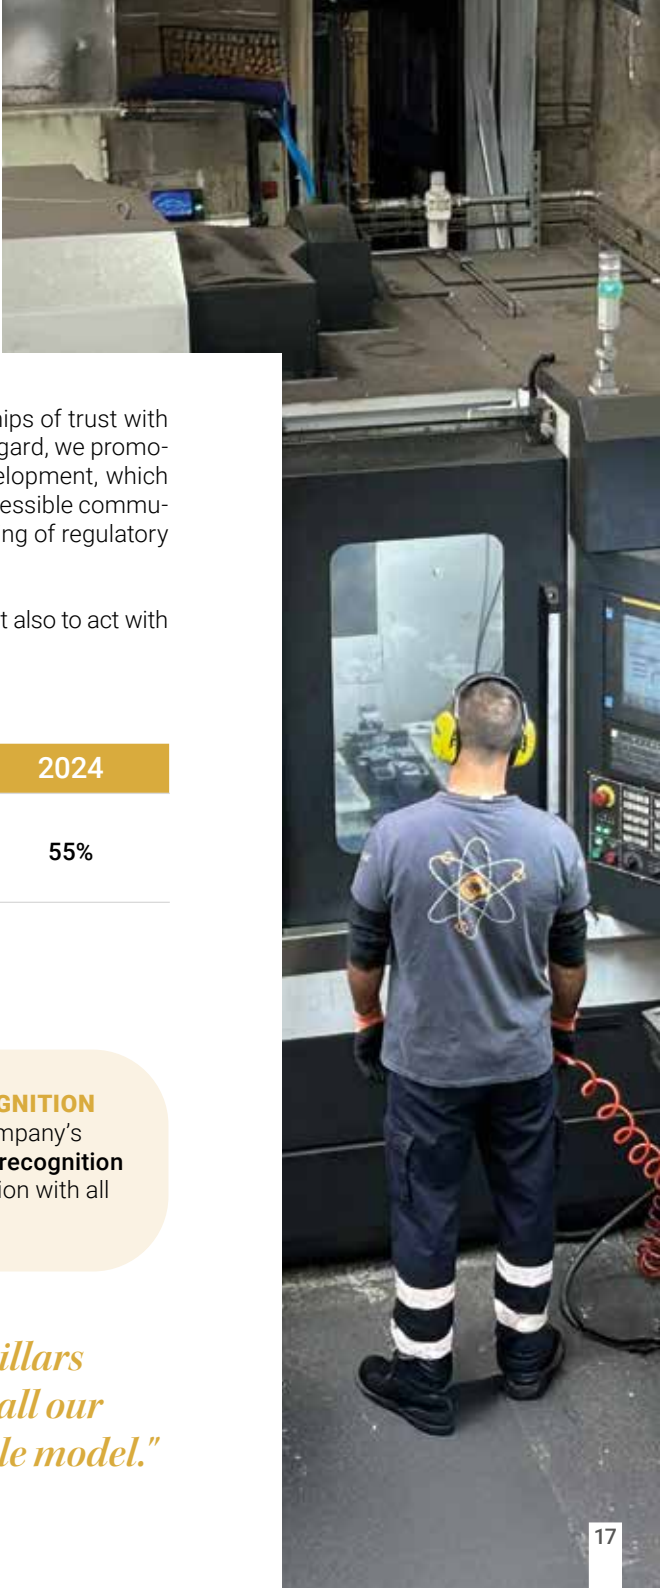 ips of trust with
gard, we promo-
elopment, which
essible commu-
ng of regulatory
t also to act with
2024
55%
GNITION
mpany's
recognition
ion with all
illars
all our
le model."
17